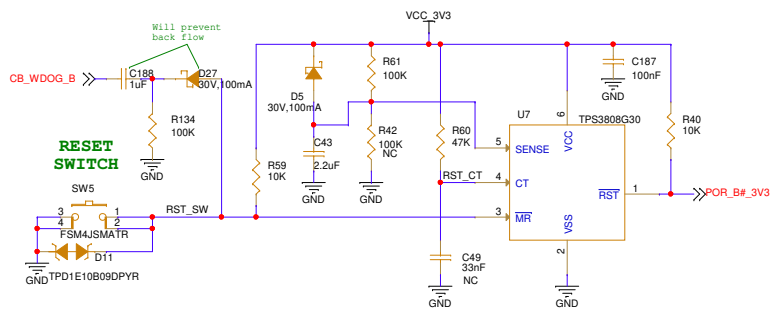 VCC_3V3
Will prevent
back flow
CB_WDOG_B
C188
1uF
D27
30V,100mA
R134
100K
GND
RESET
SWITCH
SW5
3
4
1
2
FSM4JSMATR
D11
TPD1E10B09DPYR
GND
RST_SW
R59
10K
D5
30V,100mA
C43
2.2uF
GND
R61
100K
R42
100K
NC
GND
R60
47K
RST_CT
C49
33nF
NC
GND
U7
TPS3808G30
5
SENSE
4
CT
3
MR
6
VCC
VSS
2
RST
1
GND
C187
100nF
GND
R40
10K
POR_B#_3V3